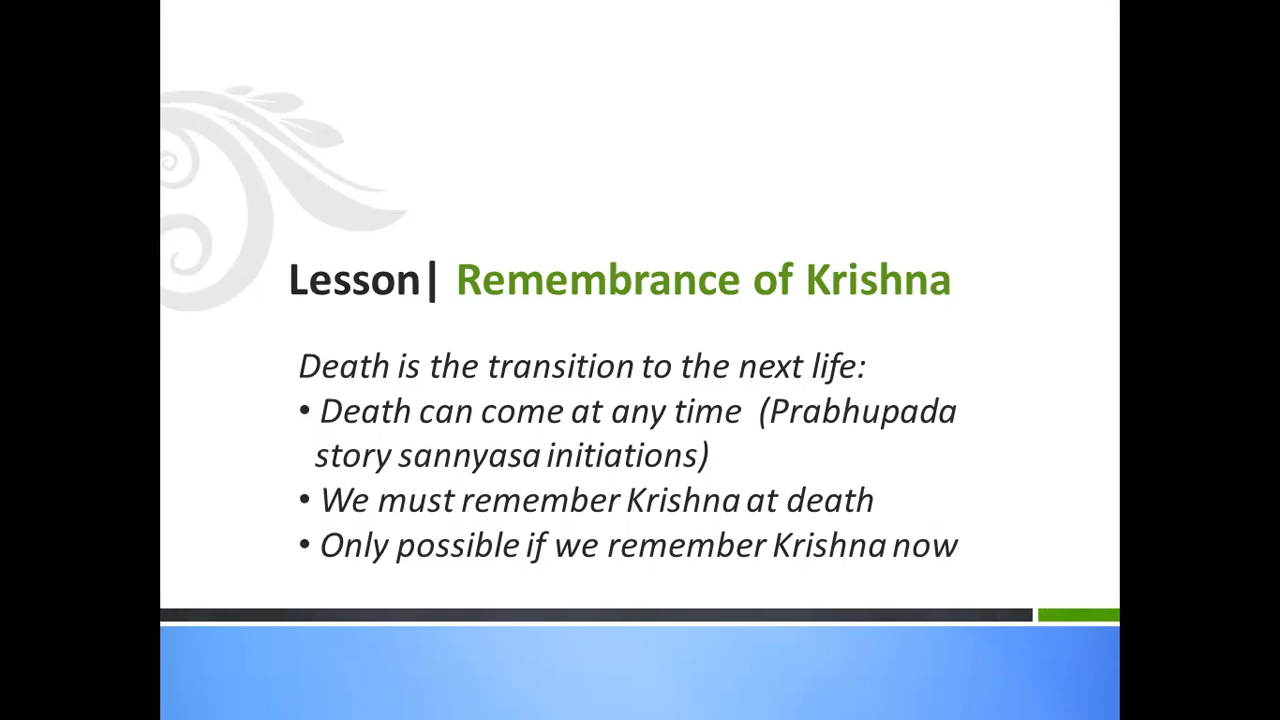 Lesson| Remembrance of Krishna
Death is the transition to the next life:
• Death can come at any time (Prabhupada
story sannyasa initiations)
• We must remember Krishna at death
• Only possible if we remember Krishna now